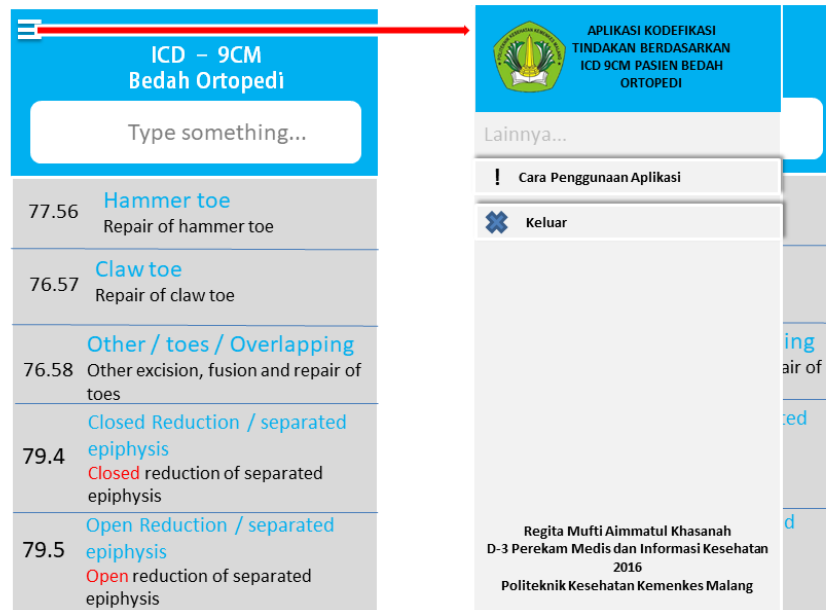 ICD – 9CM
Bedah Ortopedi
Type something...
77.56
Hammer toe
Repair of hammer toe
76.57
Claw toe
Repair of claw toe
76.58
Other / toes / Overlapping
Other excision, fusion and repair of
toes
79.4
Closed Reduction / separated
epiphysis
Closed reduction of separated
epiphysis
79.5
Open Reduction / separated
epiphysis
Open reduction of separated
epiphysis
APLIKASI KODEFIKASI
TINDAKAN BERDASARKAN
ICD 9CM PASIEN BEDAH
ORTOPEDI
Lainnya...
! Cara Penggunaan Aplikasi
Keluar
Regita Mufti Aimmatul Khasanah
D-3 Perekam Medis dan Informasi Kesehatan
2016
Politeknik Kesehatan Kemenkes Malang
ing
air of
ted
d